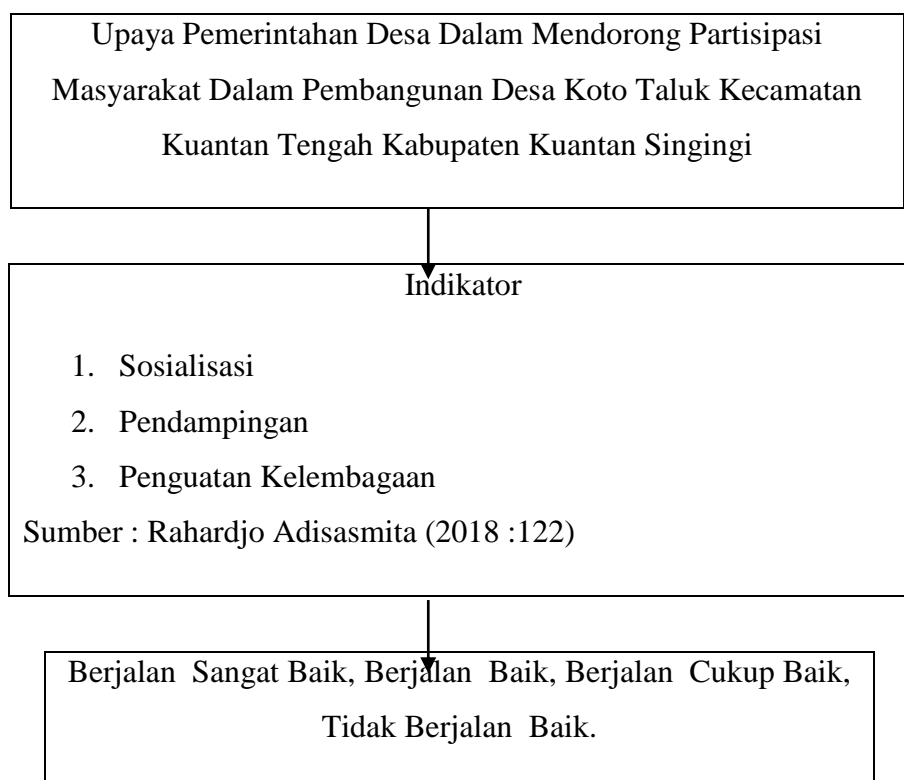 Upaya Pemerintahan Desa Dalam Mendorong Partisipasi
Masyarakat Dalam Pembangunan Desa Koto Taluk Kecamatan
Kuantan Tengah Kabupaten Kuantan Singingi
Indikator
1. Sosialisasi
2. Pendampingan
3. Penguatan Kelembagaan
Sumber : Rahardjo Adisasmita (2018 :122)
Berjalan Sangat Baik, Berjalan Baik, Berjalan Cukup Baik,
Tidak Berjalan Baik.